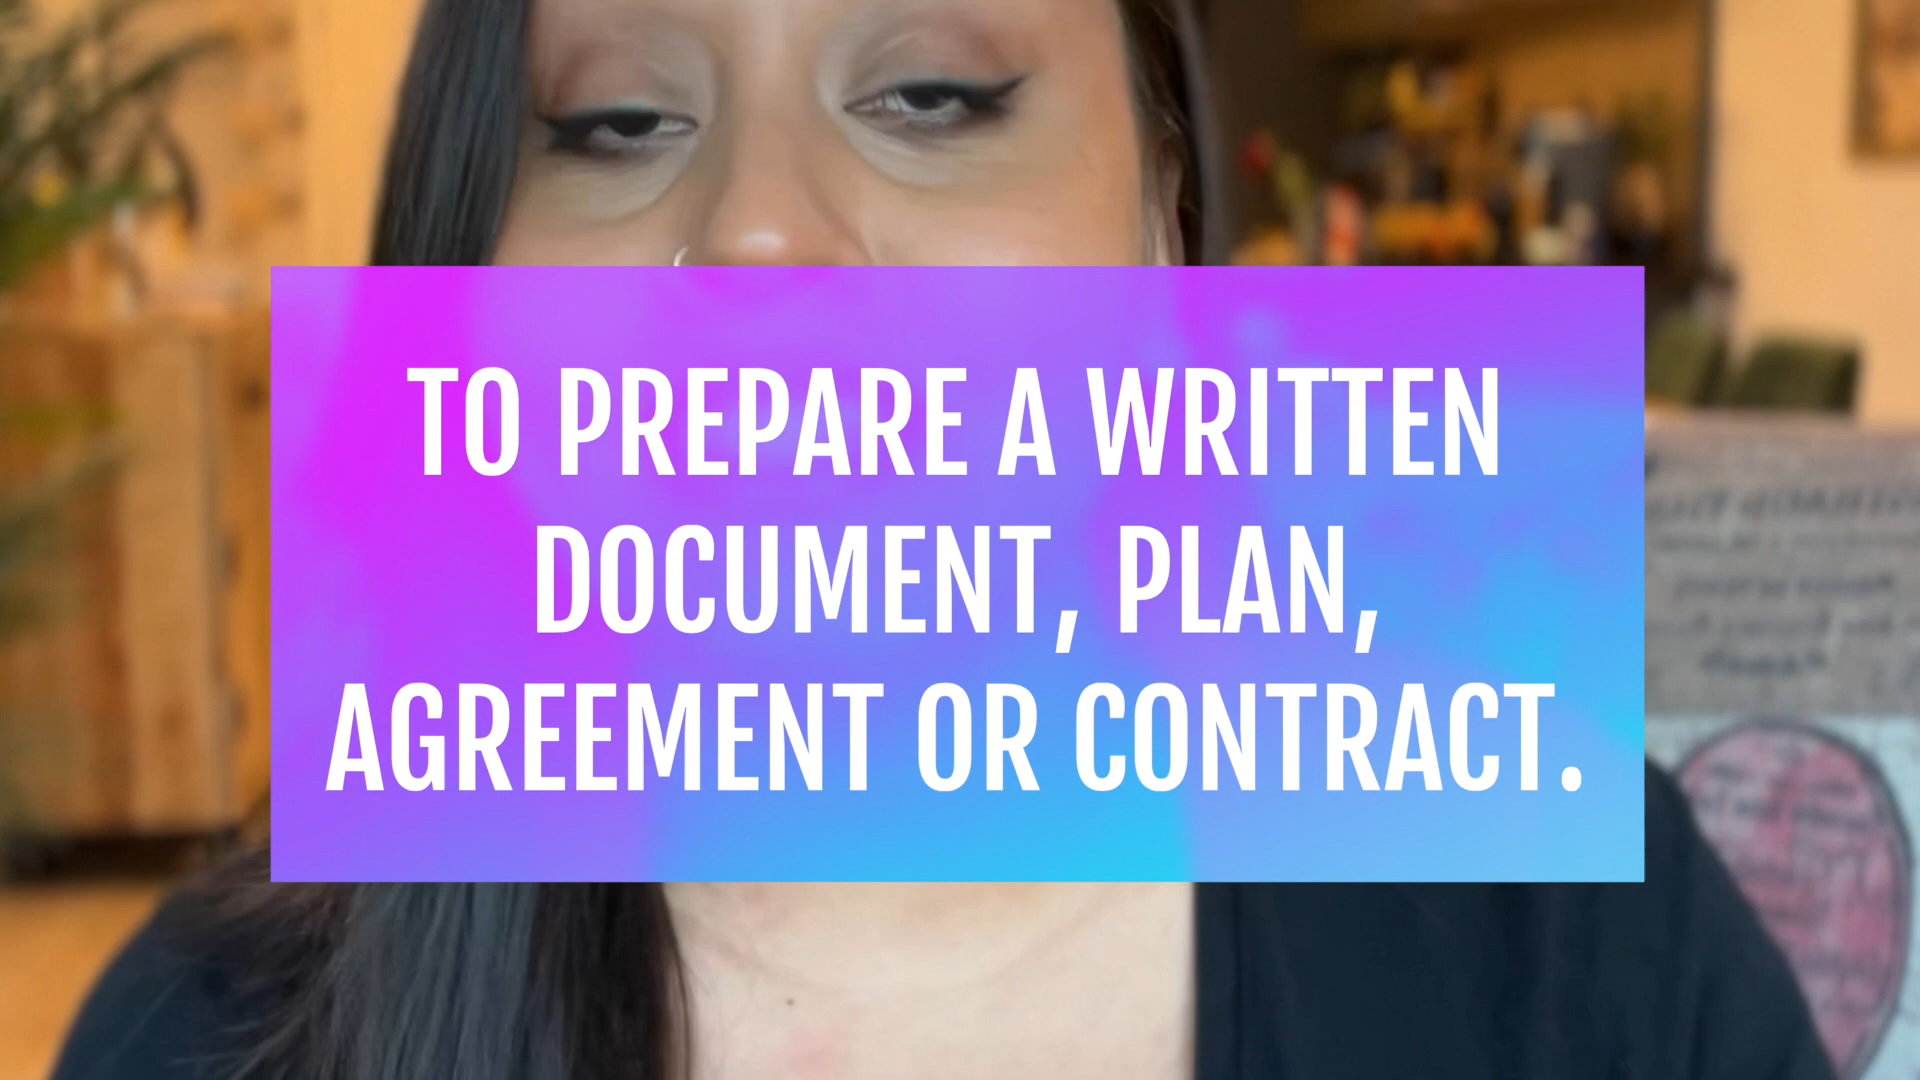 TO PREPARE A WRITTEN
DOCUMENT, PLAN,
AGREEMENT OR CONTRACT.